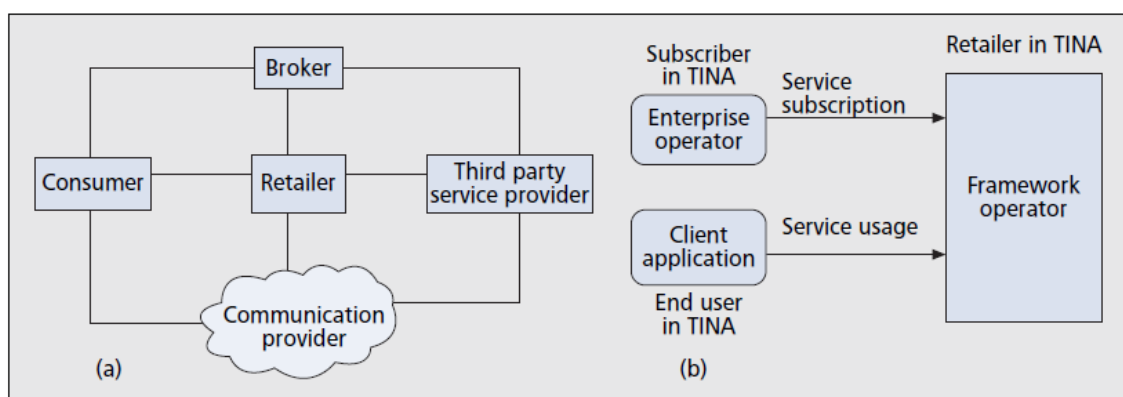 Broker
Consumer
Retailer
Third party
service provider
Communication
provider
(a)
Subscriber
in TINA
Enterprise
operator
Service
subscription
Retailer in TINA
Framework
operator
Client
application
Service usage
End user
in TINA
(b)